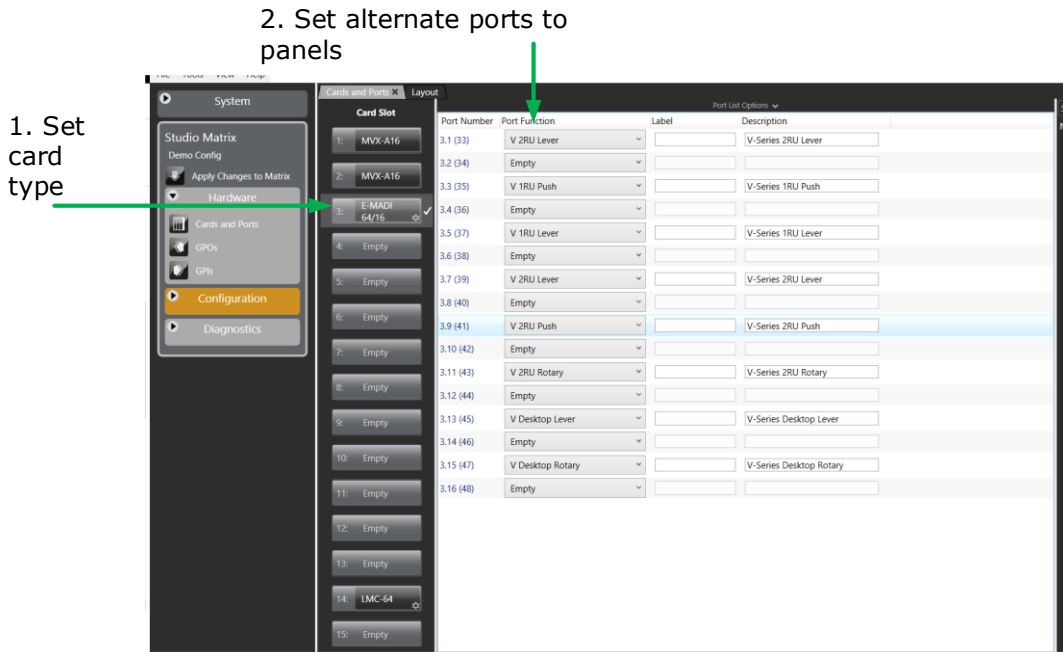 2. Set alternate ports to
panels
1. Set
card
type
File Tools View Help
System
Studio Matrix
Demo Config
Apply Changes to Matrix
Hardware
Cards and Ports
GPOs
GPIs
Configuration
Diagnostics
Cards and Ports × Layout
Card Slot
1: MVX-A16
2: MVX-A16
3: E-MADI
64/16
4: Empty
5: Empty
6: Empty
7: Empty
8: Empty
9: Empty
10: Empty
11: Empty
12: Empty
13: Empty
14: LMC-64
15: Empty
Port List Options
Port Number Port Function Label Description
3.1 (33) V 2RU Lever V-Series 2RU Lever
3.2 (34) Empty
3.3 (35) V 1RU Push V-Series 1RU Push
3.4 (36) Empty
3.5 (37) V 1RU Lever V-Series 1RU Lever
3.6 (38) Empty
3.7 (39) V 2RU Lever V-Series 2RU Lever
3.8 (40) Empty
3.9 (41) V 2RU Push V-Series 2RU Push
3.10 (42) Empty
3.11 (43) V 2RU Rotary V-Series 2RU Rotary
3.12 (44) Empty
3.13 (45) V Desktop Lever V-Series Desktop Lever
3.14 (46) Empty
3.15 (47) V Desktop Rotary V-Series Desktop Rotary
3.16 (48) Empty